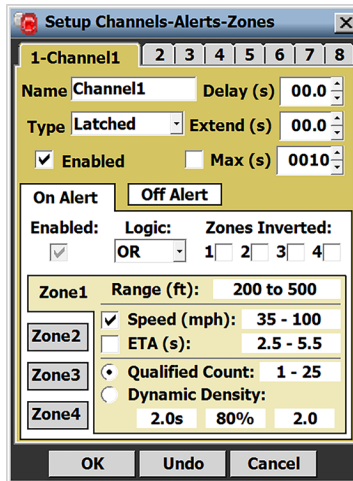 Setup Channels-Alerts-Zones
1-Channel1 2 3 4 5 6 7 8
Name Channel1 Delay (s) 00.0
Type Latched Extend (s) 00.0
Enabled Max (s) 0010
On Alert Off Alert
Enabled: Logic: Zones Inverted:
OR 1 2 3 4
Zone1 Range (ft): 200 to 500
Speed (mph): 35 - 100
Zone2 ETA (s): 2.5 - 5.5
Zone3 Qualified Count: 1 - 25
Dynamic Density:
Zone4 2.0s 80% 2.0
OK Undo Cancel